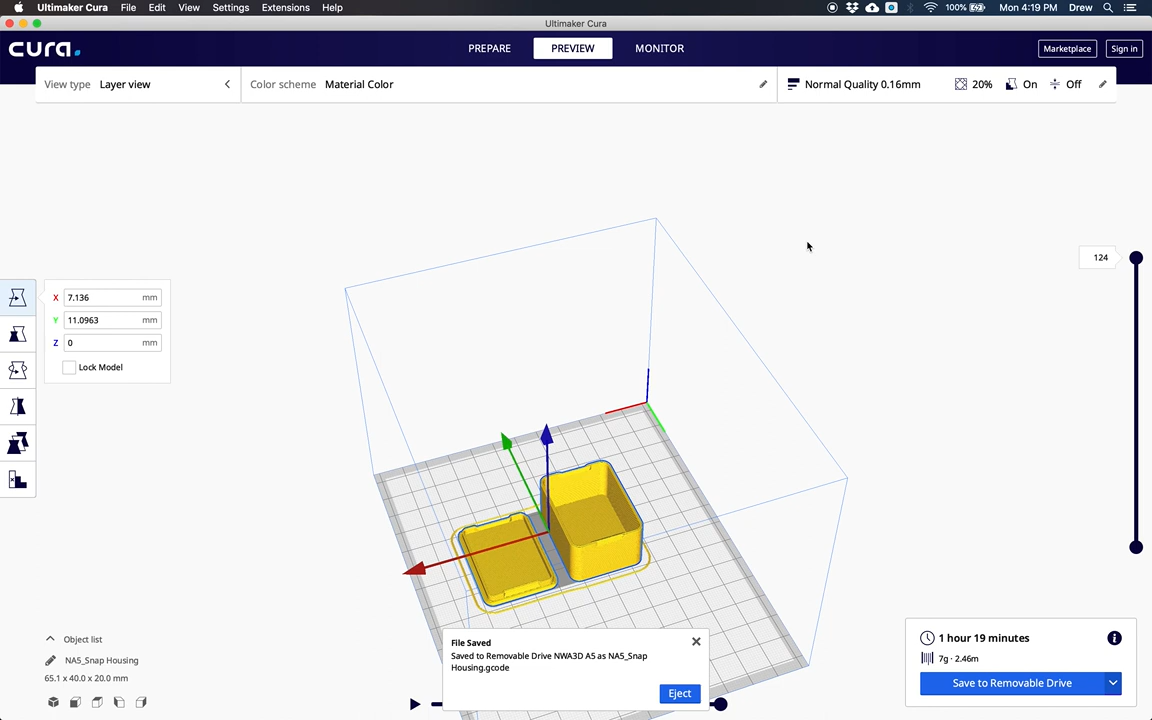 Ultimaker Cura File Edit View Settings Extensions Help 100% Mon 4:19 PM Drew
Ultimaker Cura
cura. PREPARE PREVIEW MONITOR Marketplace Sign in
View type Layer view Color scheme Material Color Normal Quality 0.16mm 20% On Off
124
X 7.136 mm
Y 11.0963 mm
Z 0 mm
Lock Model
Object list
NA5_Snap Housing
65.1 x 40.0 x 20.0 mm
File Saved
Saved to Removable Drive NWA3D A5 as NA5_Snap
Housing.gcode
Eject
1 hour 19 minutes
7g · 2.46m
Save to Removable Drive